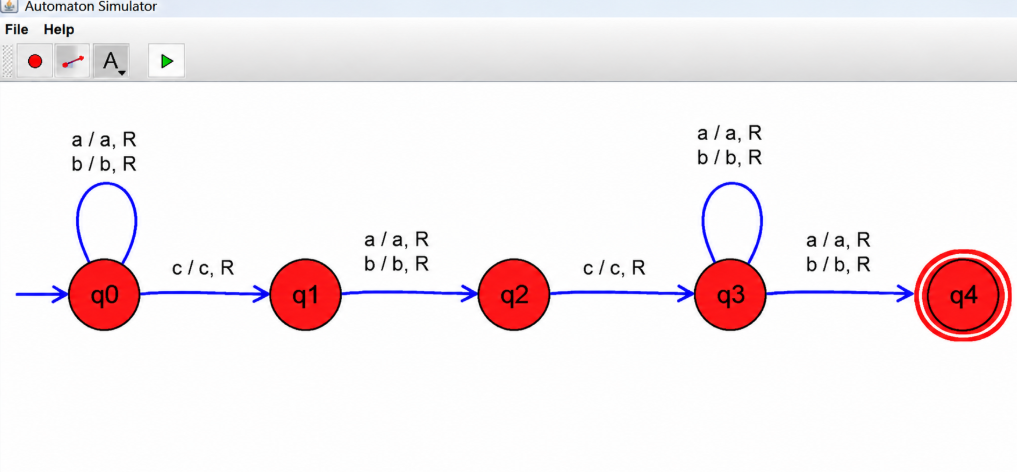 Automaton Simulator
File Help
A
a / a, R
b / b, R
a / a, R
b / b, R
c / c, R
a / a, R
b / b, R
c / c, R
a / a, R
b / b, R
q0
q1
q2
q3
q4